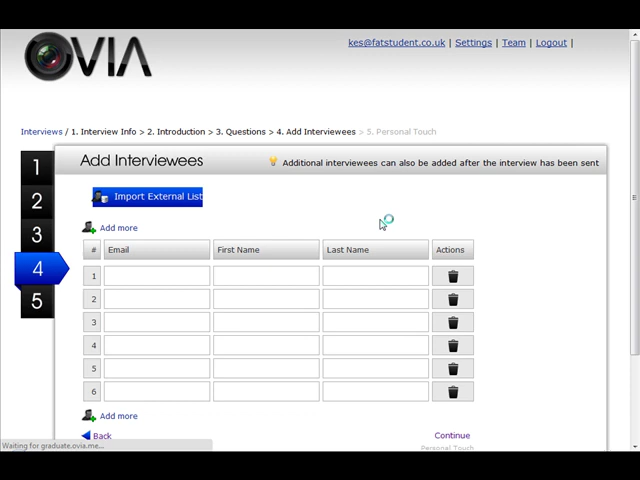 OVIA
kes@fatstudent.co.uk | Settings | Team | Logout |
Interviews / 1. Interview Info > 2. Introduction > 3. Questions > 4. Add Interviewees > 5. Personal Touch
1
2
3
4
5
Add Interviewees
Additional interviewees can also be added after the interview has been sent
Import External List
Add more
# Email First Name Last Name Actions
1
2
3
4
5
6
Add more
Back
Continue
Personal Touch
Waiting for graduate.ovia.me...